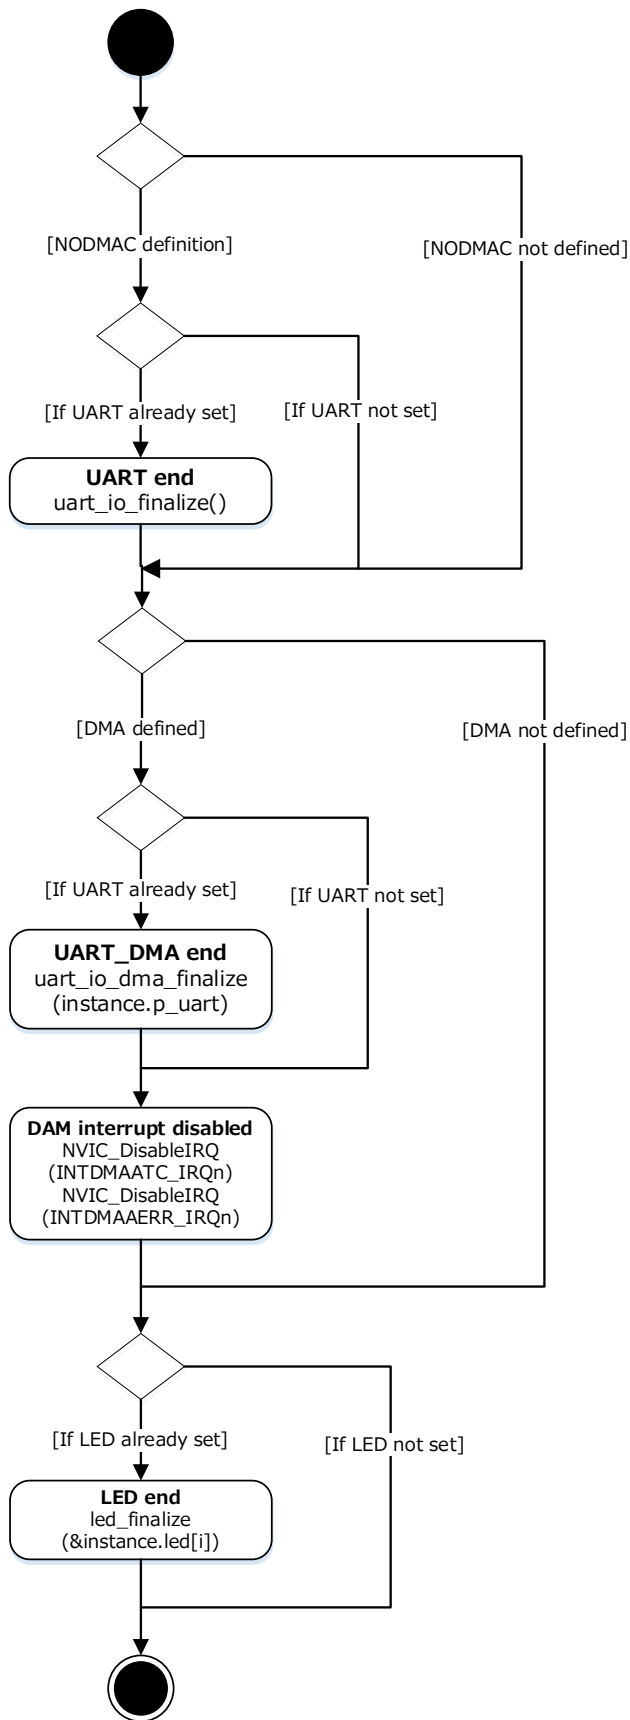 [NODMAC definition]
[NODMAC not defined]
[If UART already set]
[If UART not set]
UART end
uart_io_finalize()
[DMA defined]
[DMA not defined]
[If UART already set]
[If UART not set]
UART_DMA end
uart_io_dma_finalize
(instance.p_uart)
DAM interrupt disabled
NVIC_DisableIRQ
(INTDMAATC_IRQn)
NVIC_DisableIRQ
(INTDMAAERR_IRQn)
[If LED already set]
[If LED not set]
LED end
led_finalize
(&instance.led[i])